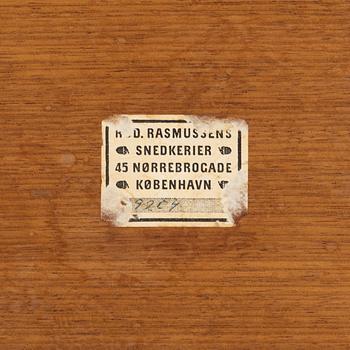 R D. RASMUSSENS
SNEDKERIER
45 NØRREBROGADE
KØBENHAVN